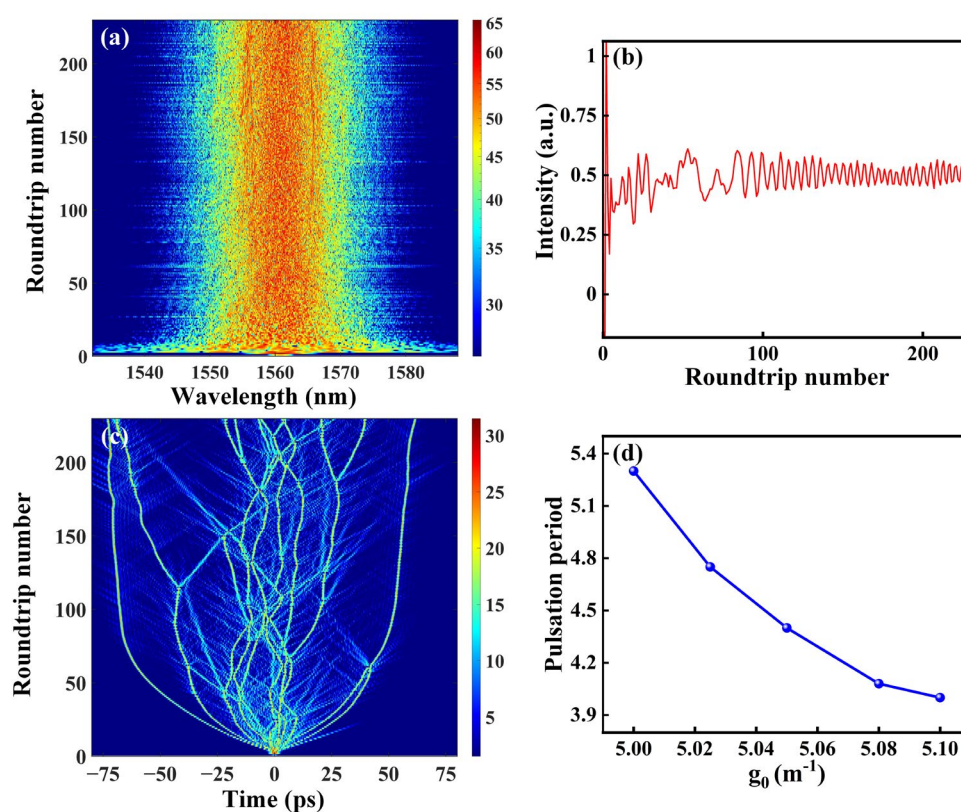 (a)
Roundtrip number
200
150
100
50
0
1540 1550 1560 1570 1580
Wavelength (nm)
65
60
55
50
45
40
35
30
(b)
Intensity (a.u.)
1
0.75
0.5
0.25
0
0 100 200
Roundtrip number
(c)
Roundtrip number
200
150
100
50
0
−75 −50 −25 0 25 50 75
Time (ps)
30
25
20
15
10
5
(d)
Pulsation period
5.4
5.1
4.8
4.5
4.2
3.9
5.00 5.02 5.04 5.06 5.08 5.10
g₀ (m⁻¹)